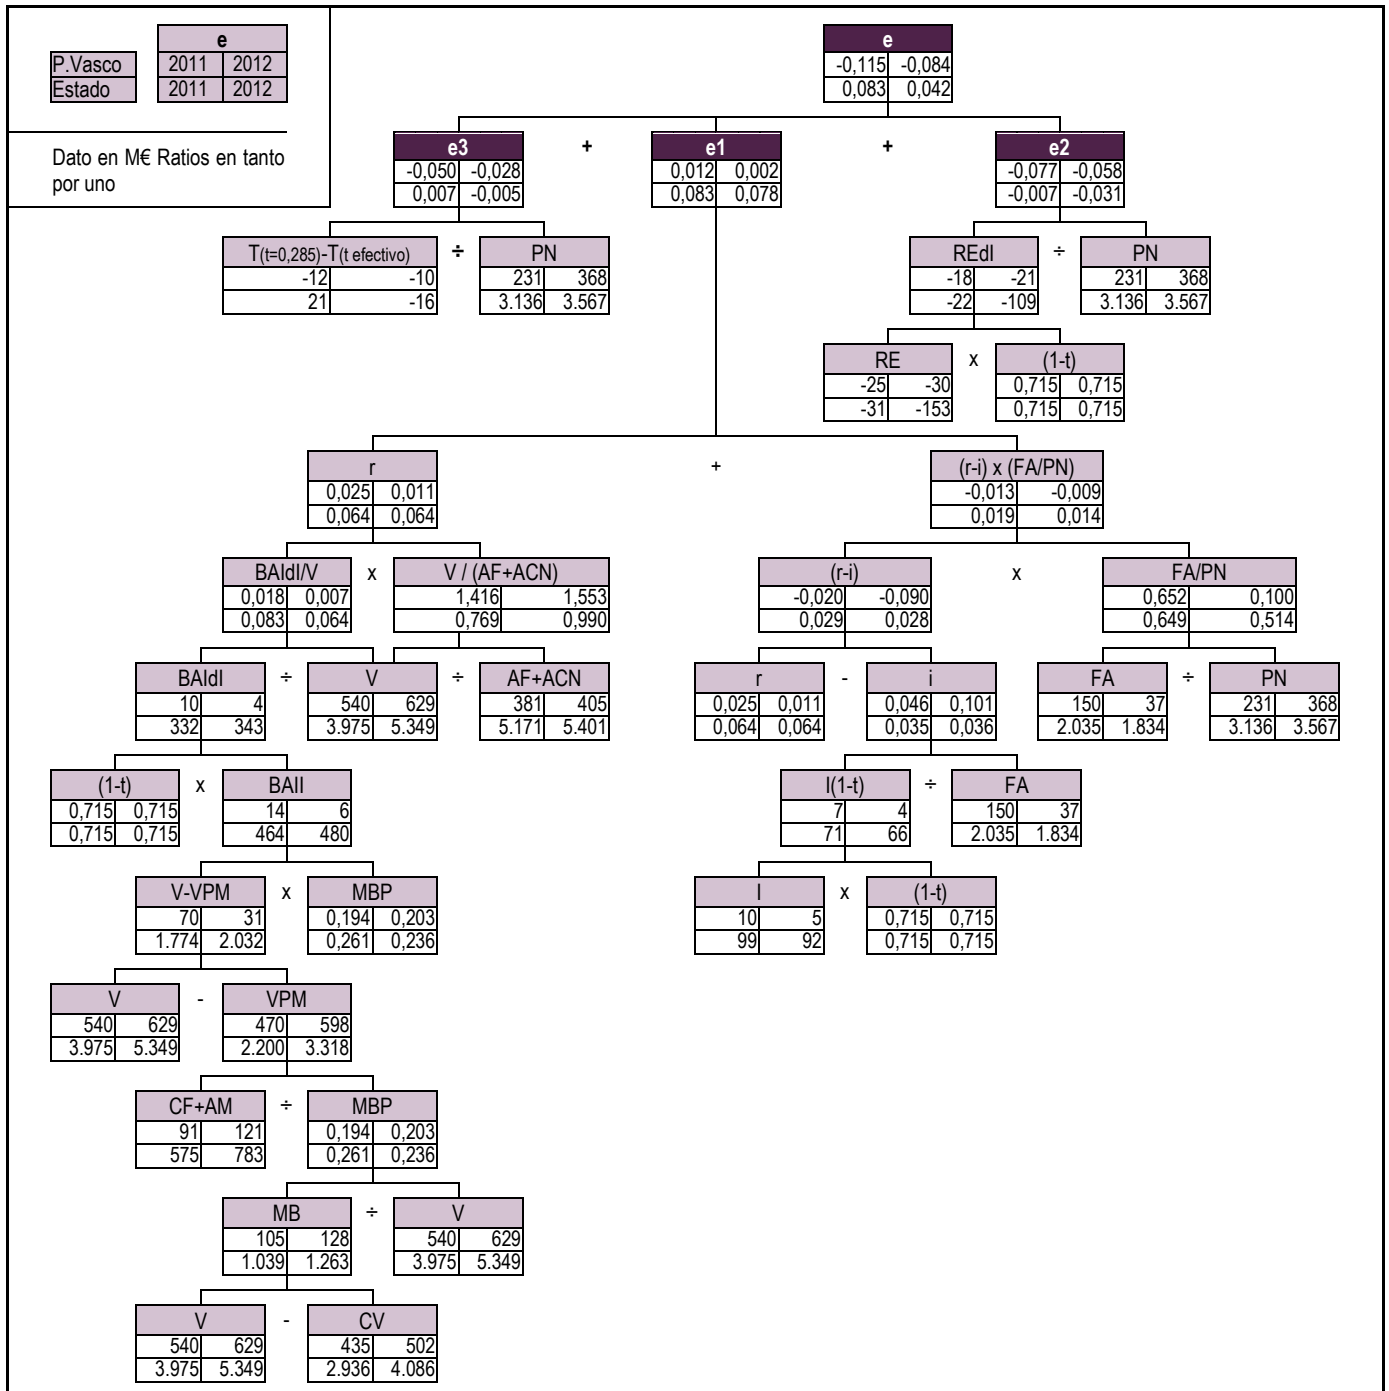 e
P.Vasco 2011 2012
Estado 2011 2012
Dato en M€ Ratios en tanto
por uno
e
-0,115 -0,084
0,083 0,042
e3 + e1 + e2
-0,050 -0,028 0,012 0,002 -0,077 -0,058
0,007 -0,005 0,083 0,078 -0,007 -0,031
T(t=0,285)-T(t efectivo) ÷ PN REdI ÷ PN
-12 -10 231 368 -18 -21 231 368
21 -16 3.136 3.567 -22 -109 3.136 3.567
RE x (1-t)
-25 -30 0,715 0,715
-31 -153 0,715 0,715
r + (r-i) x (FA/PN)
0,025 0,011 -0,013 -0,009
0,064 0,064 0,019 0,014
BAIdI/V x V / (AF+ACN) (r-i) x FA/PN
0,018 0,007 1,416 1,553 -0,020 -0,090 0,652 0,100
0,083 0,064 0,769 0,990 0,029 0,028 0,649 0,514
BAIdI ÷ V ÷ AF+ACN r - i FA ÷ PN
10 4 540 629 381 405 0,025 0,011 0,046 0,101 150 37 231 368
332 343 3.975 5.349 5.171 5.401 0,064 0,064 0,035 0,036 2.035 1.834 3.136 3.567
(1-t) x BAII I(1-t) ÷ FA
0,715 0,715 14 6 7 4 150 37
0,715 0,715 464 480 71 66 2.035 1.834
V-VPM x MBP I x (1-t)
70 31 0,194 0,203 10 5 0,715 0,715
1.774 2.032 0,261 0,236 99 92 0,715 0,715
V - VPM
540 629 470 598
3.975 5.349 2.200 3.318
CF+AM ÷ MBP
91 121 0,194 0,203
575 783 0,261 0,236
MB ÷ V
105 128 540 629
1.039 1.263 3.975 5.349
V - CV
540 629 435 502
3.975 5.349 2.936 4.086